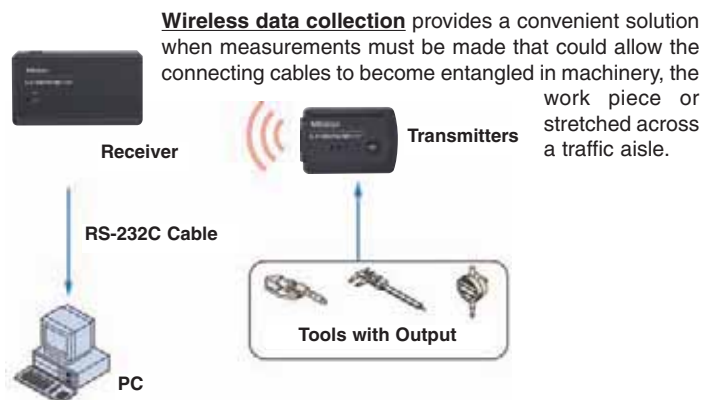 Wireless data collection provides a convenient solution
when measurements must be made that could allow the
connecting cables to become entangled in machinery, the
work piece or
stretched across
a traffic aisle.
Receiver
Transmitters
RS-232C Cable
Tools with Output
PC